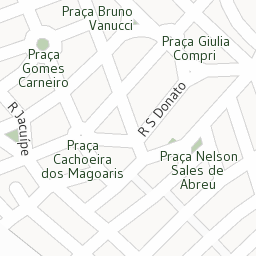 Praça Bruno
Vanucci
Praça Giulia
Compri
Praça
Gomes
Carneiro
R S Donato
R Jacuípe
Praça
Cachoeira
dos Magoaris
Praça Nelson
Sales de
Abreu